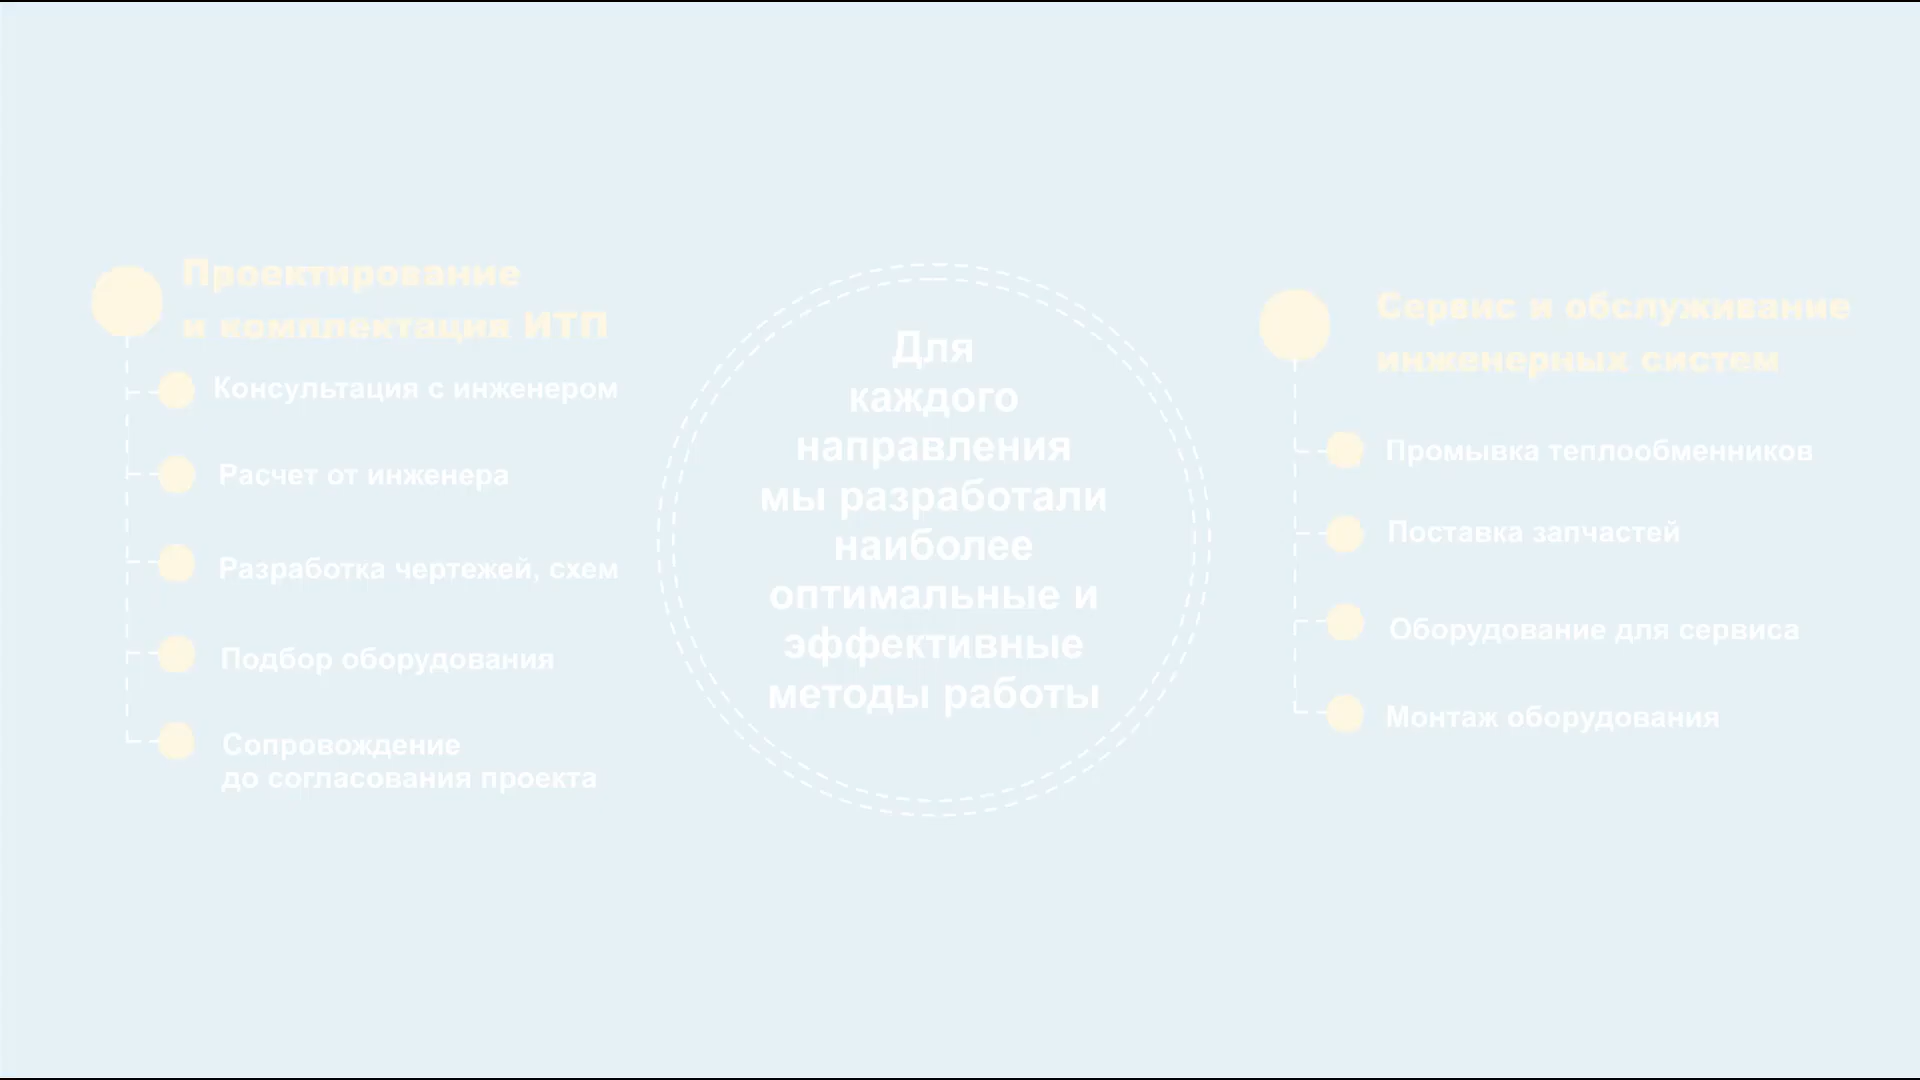 Проектирование
и комплектация ИТП
Консультация с инженером
Расчет от инженера
Разработка чертежей, схем
Подбор оборудования
Сопровождение
до согласования проекта
Для
каждого
направления
мы разработали
наиболее
оптимальные и
эффективные
методы работы
Сервис и обслуживание
инженерных систем
Промывка теплообменников
Поставка запчастей
Оборудование для сервиса
Монтаж оборудования